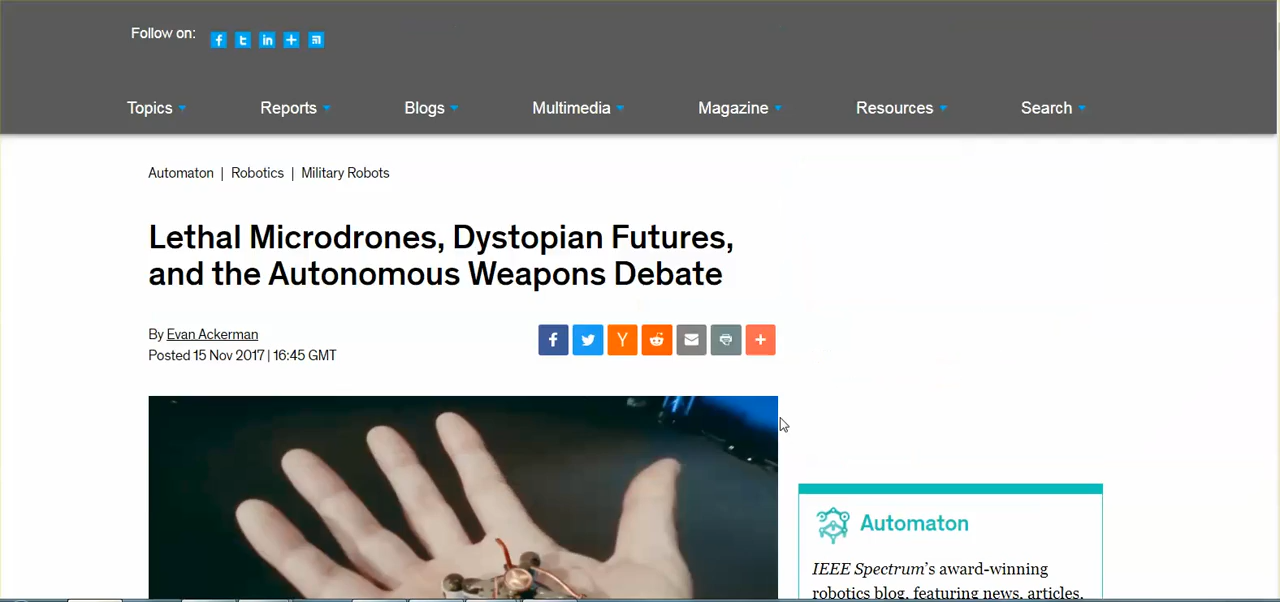 Follow on:
Topics Reports Blogs Multimedia Magazine Resources Search
Automaton | Robotics | Military Robots
Lethal Microdrones, Dystopian Futures,
and the Autonomous Weapons Debate
By Evan Ackerman
Posted 15 Nov 2017 | 16:45 GMT
Automaton
IEEE Spectrum's award-winning
robotics blog, featuring news, articles,